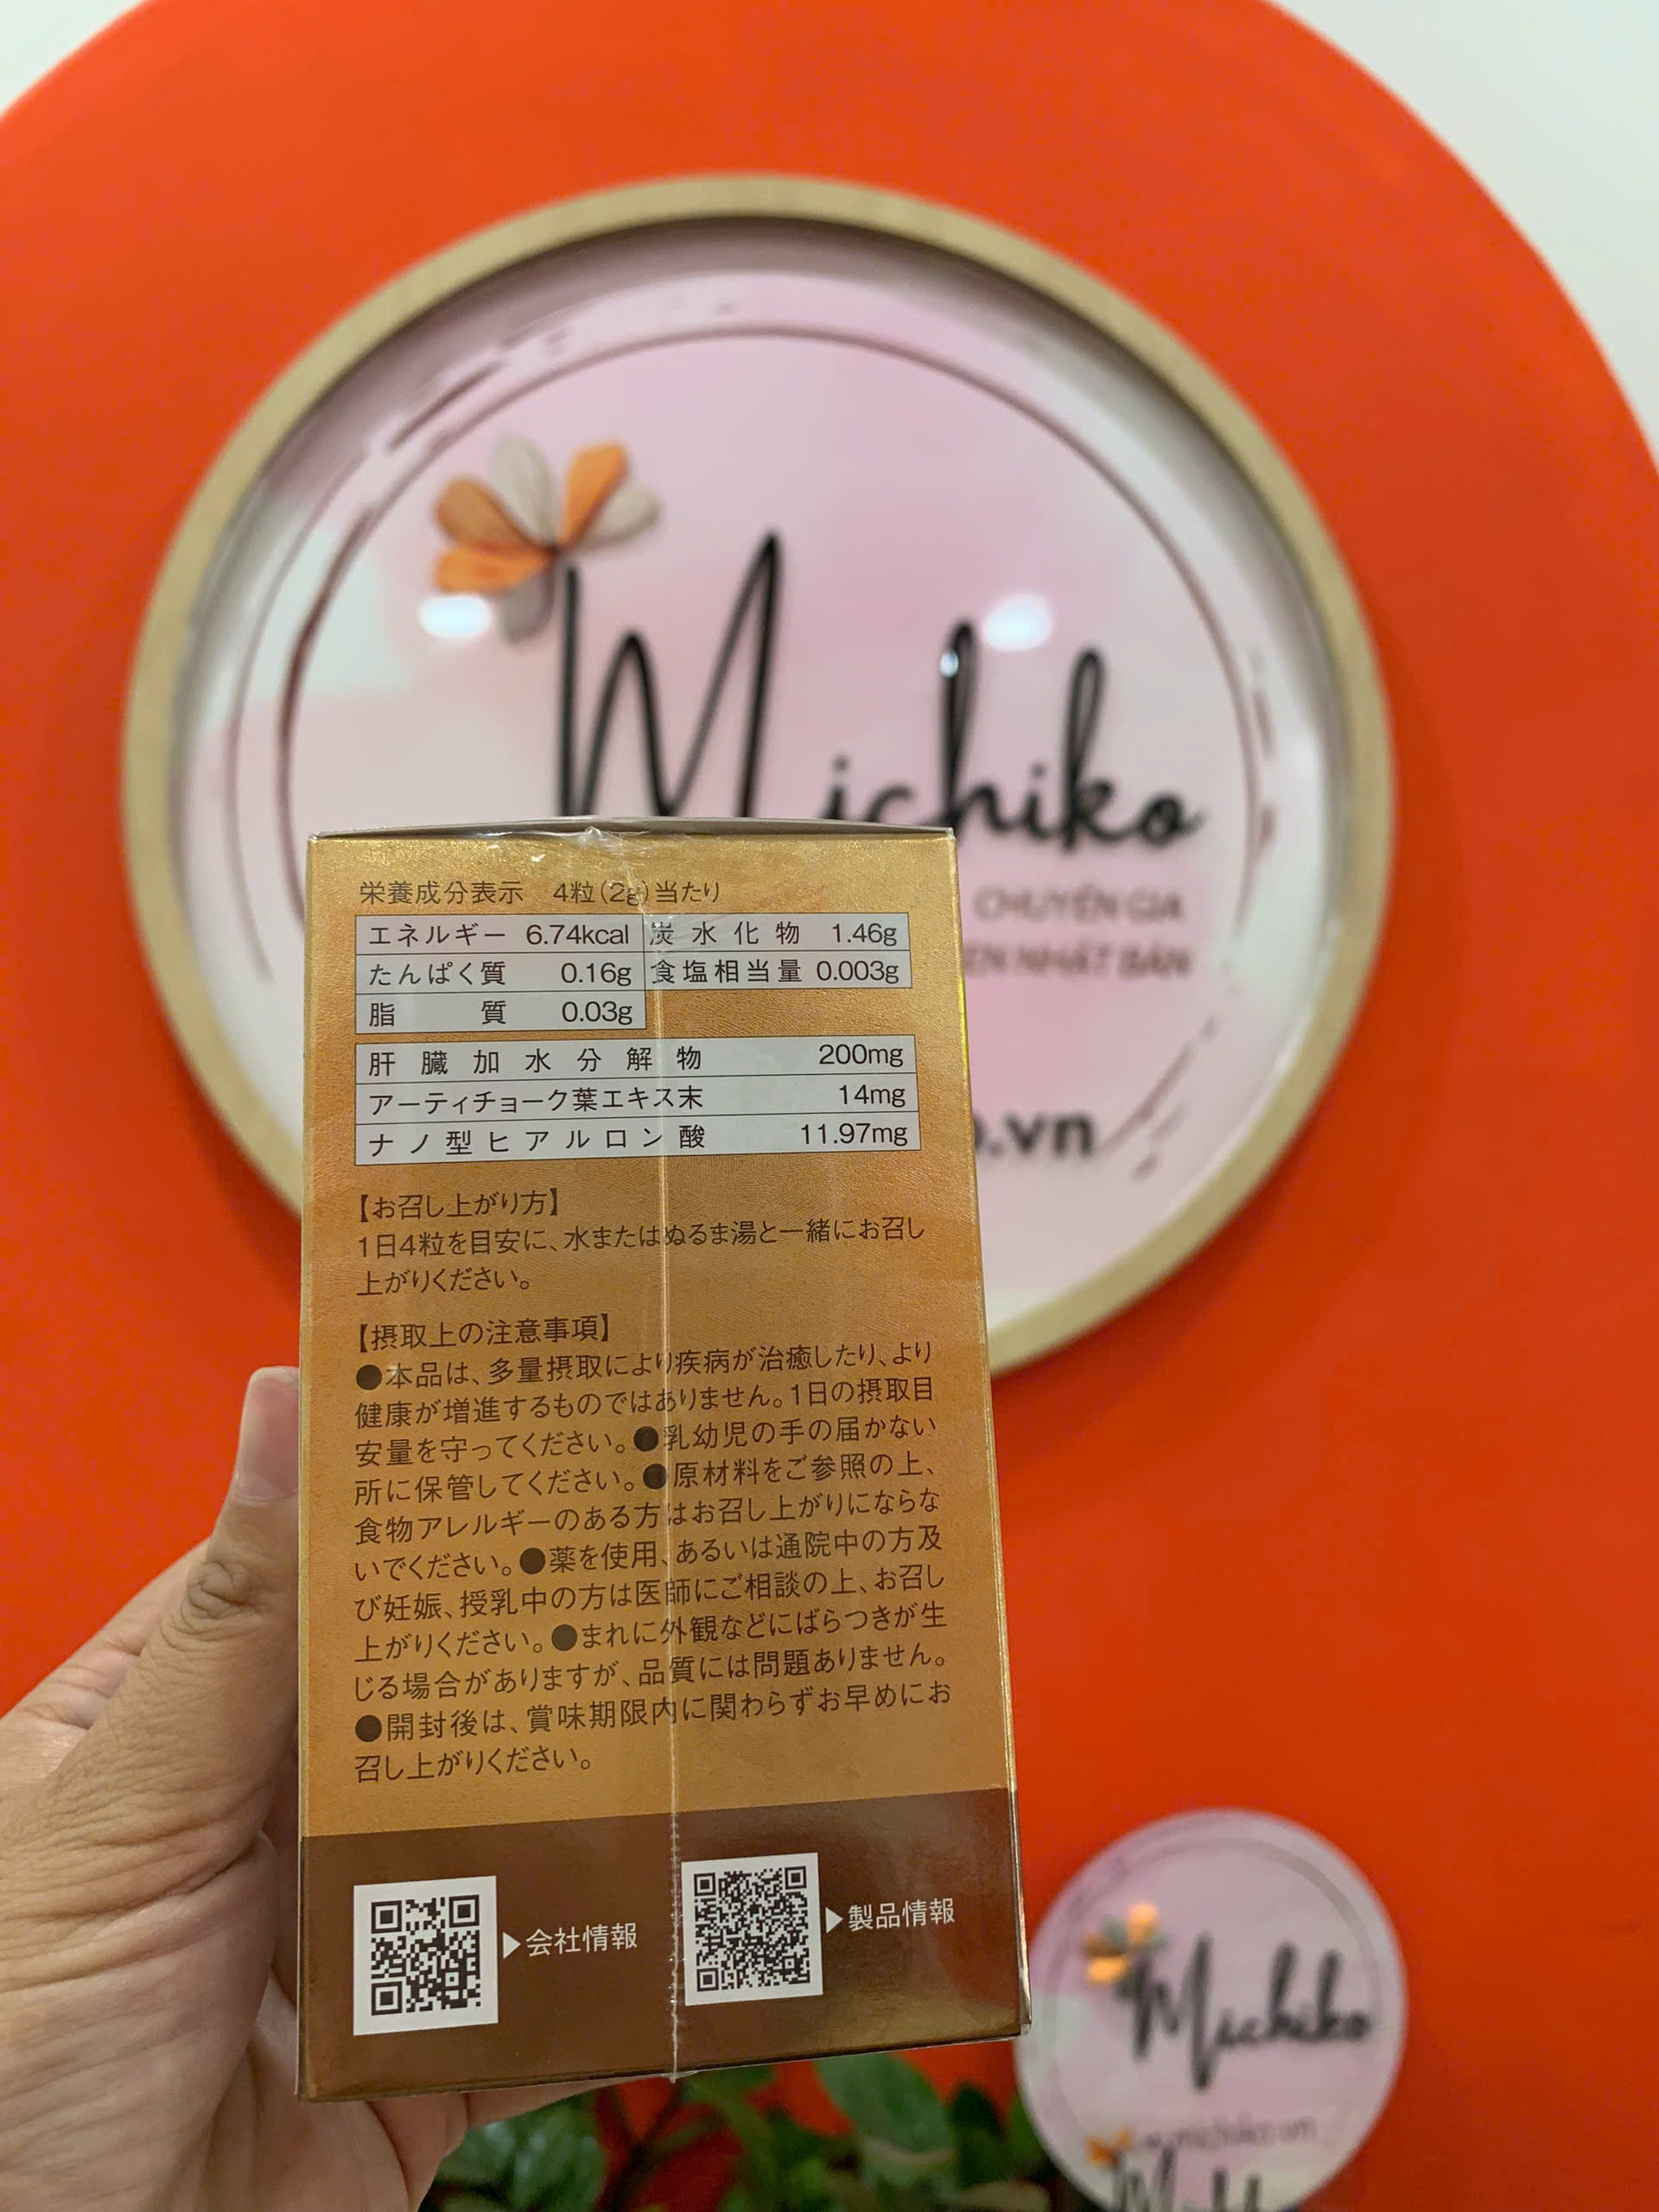 Michiko
CHUYÊN GIA
NHẬT BẢN
.vn
栄養成分表示 4粒(2g)当たり
エネルギー 6.74kcal 炭水化物 1.46g
たんぱく質 0.16g 食塩相当量 0.003g
脂質 0.03g
肝臓加水分解物 200mg
アーティチョーク葉エキス末 14mg
ナノ型ヒアルロン酸 11.97mg
【お召し上がり方】
1日4粒を目安に、水またはぬるま湯と一緒にお召し
上がりください。
【摂取上の注意事項】
●本品は、多量摂取により疾病が治癒したり、より
健康が増進するものではありません。1日の摂取目
安量を守ってください。●乳幼児の手の届かない
所に保管してください。●原材料をご参照の上、
食物アレルギーのある方はお召し上がりにならな
いでください。●薬を使用、あるいは通院中の方及
び妊娠、授乳中の方は医師にご相談の上、お召し
上がりください。●まれに外観などにばらつきが生
じる場合がありますが、品質には問題ありません。
●開封後は、賞味期限内に関わらずお早めにお
召し上がりください。
▶会社情報
▶製品情報
Michiko
michiko.vn